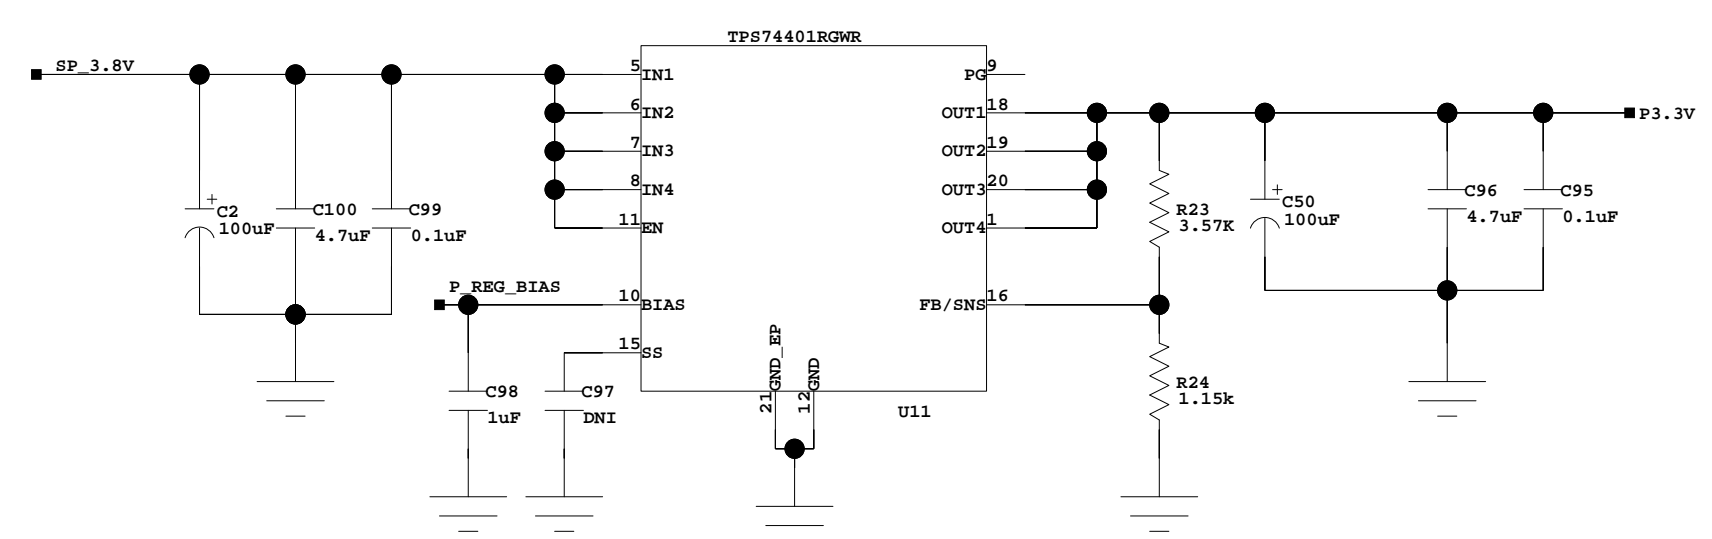 TPS74401RGWR
SP_3.8V
5 IN1
PG 9
6 IN2
OUT1 18
P3.3V
7 IN3
OUT2 19
8 IN4
OUT3 20
11 EN
OUT4 1
+ C2
100uF
C100
4.7uF
C99
0.1uF
R23
3.57K
+ C50
100uF
C96
4.7uF
C95
0.1uF
P_REG_BIAS
10 BIAS
FB/SNS 16
15 SS
GND_EP
21
GND
12
U11
C98
1uF
C97
DNI
R24
1.15k